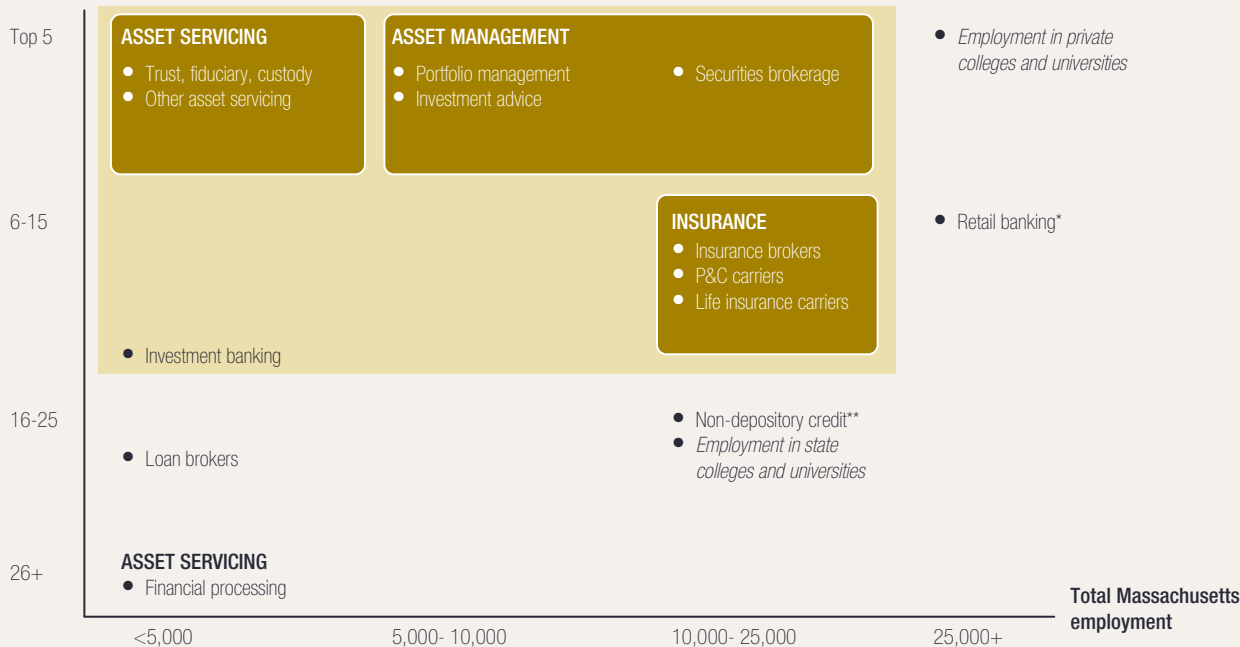 Top 5
ASSET SERVICING
Trust, fiduciary, custody
Other asset servicing
ASSET MANAGEMENT
Portfolio management
Investment advice
Securities brokerage
Employment in private
colleges and universities
6-15
INSURANCE
Insurance brokers
P&C carriers
Life insurance carriers
Retail banking*
Investment banking
16-25
Loan brokers
Non-depository credit**
Employment in state
colleges and universities
26+
ASSET SERVICING
Financial processing
Total Massachusetts
employment
<5,000
5,000- 10,000
10,000- 25,000
25,000+